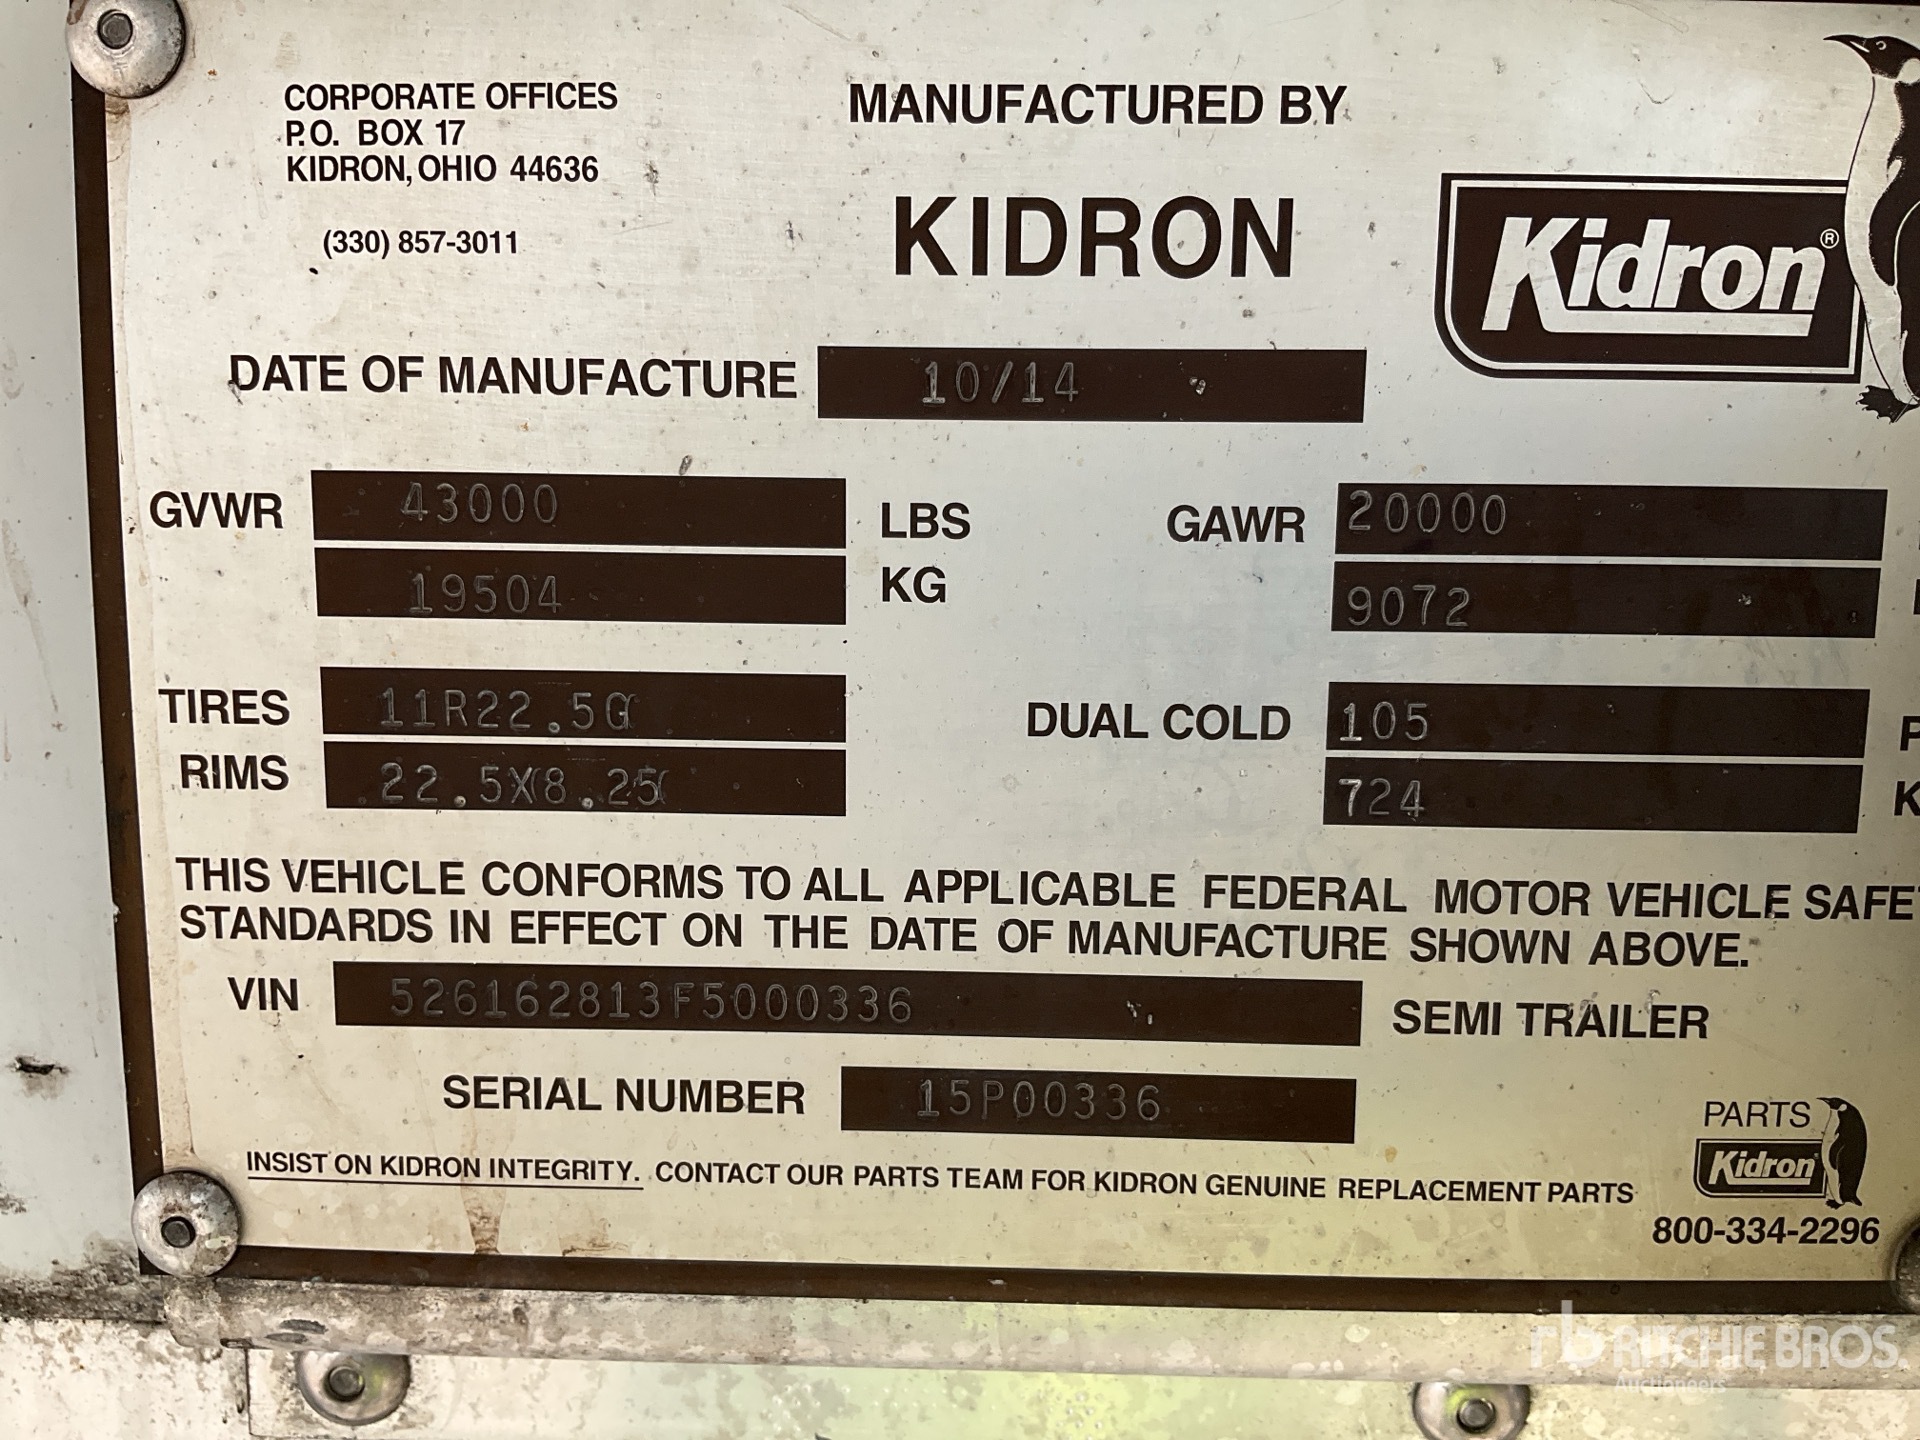 CORPORATE OFFICES
P.O. BOX 17
KIDRON, OHIO 44636
(330) 857-3011
MANUFACTURED BY
KIDRON
Kidron®
DATE OF MANUFACTURE 10/14
GVWR 43000 LBS
19504 KG
GAWR 20000
9072
TIRES 11R22.5G
RIMS 22.5X8.25
DUAL COLD 105 P
724 K
THIS VEHICLE CONFORMS TO ALL APPLICABLE FEDERAL MOTOR VEHICLE SAFE
STANDARDS IN EFFECT ON THE DATE OF MANUFACTURE SHOWN ABOVE.
VIN 526162813F5000336 SEMI TRAILER
SERIAL NUMBER 15P00336
INSIST ON KIDRON INTEGRITY. CONTACT OUR PARTS TEAM FOR KIDRON GENUINE REPLACEMENT PARTS
PARTS
Kidron
800-334-2296
rb RITCHIE BROS.
Auctioneers